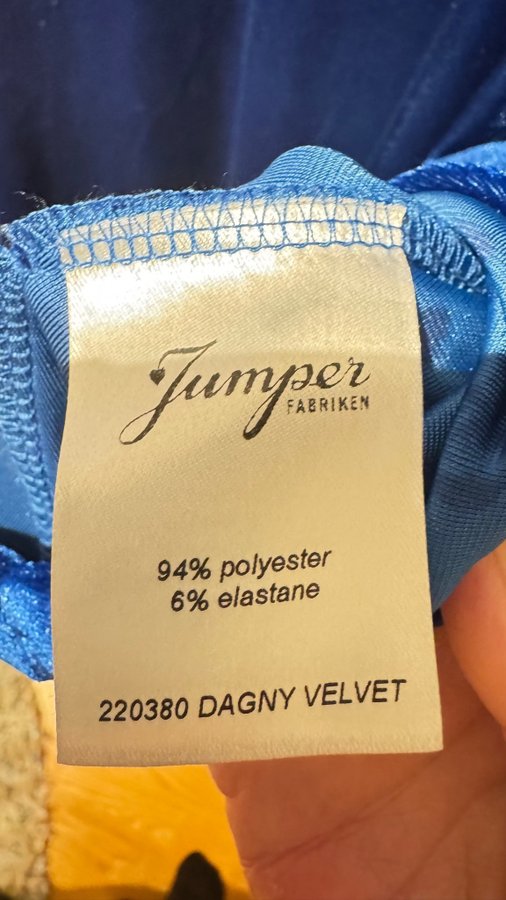 Jumper
FABRIKEN
94% polyester
6% elastane
220380 DAGNY VELVET